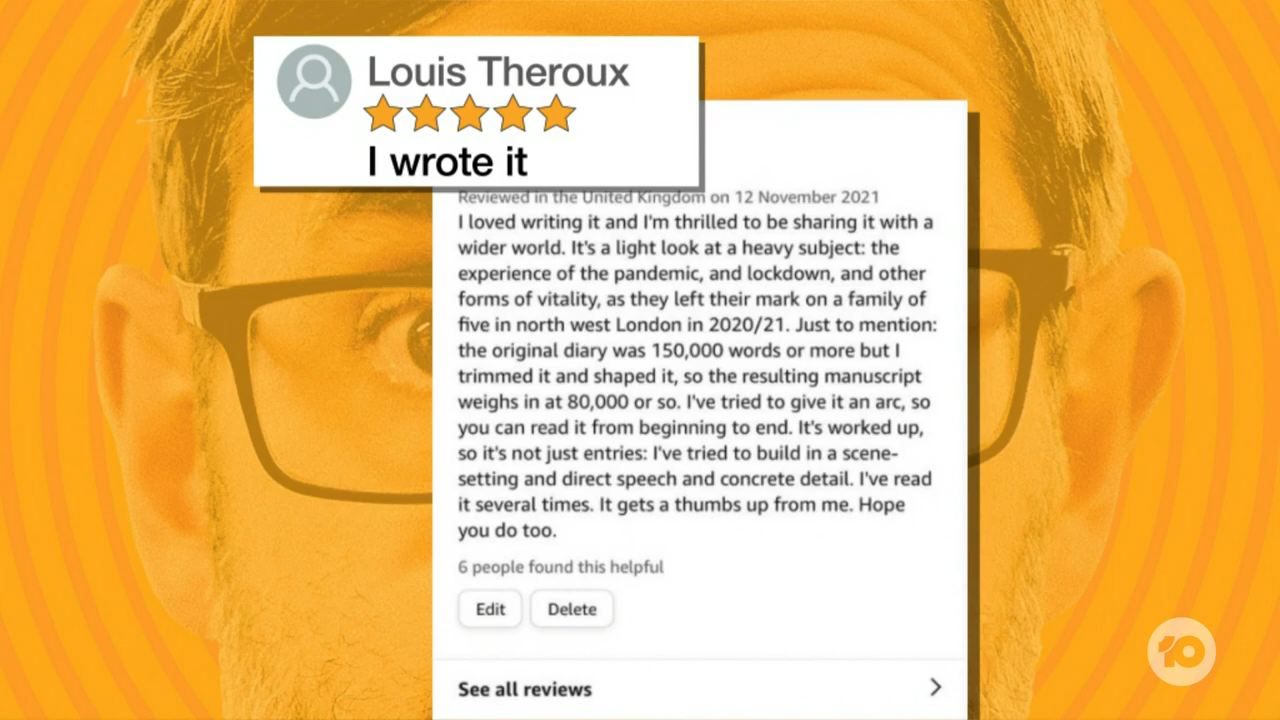 Louis Theroux
I wrote it
Reviewed in the United Kingdom on 12 November 2021
I loved writing it and I'm thrilled to be sharing it with a
wider world. It's a light look at a heavy subject: the
experience of the pandemic, and lockdown, and other
forms of vitality, as they left their mark on a family of
five in north west London in 2020/21. Just to mention:
the original diary was 150,000 words or more but I
trimmed it and shaped it, so the resulting manuscript
weighs in at 80,000 or so. I've tried to give it an arc, so
you can read it from beginning to end. It's worked up,
so it's not just entries: I've tried to build in a scene-
setting and direct speech and concrete detail. I've read
it several times. It gets a thumbs up from me. Hope
you do too.
6 people found this helpful
Edit Delete
See all reviews
10